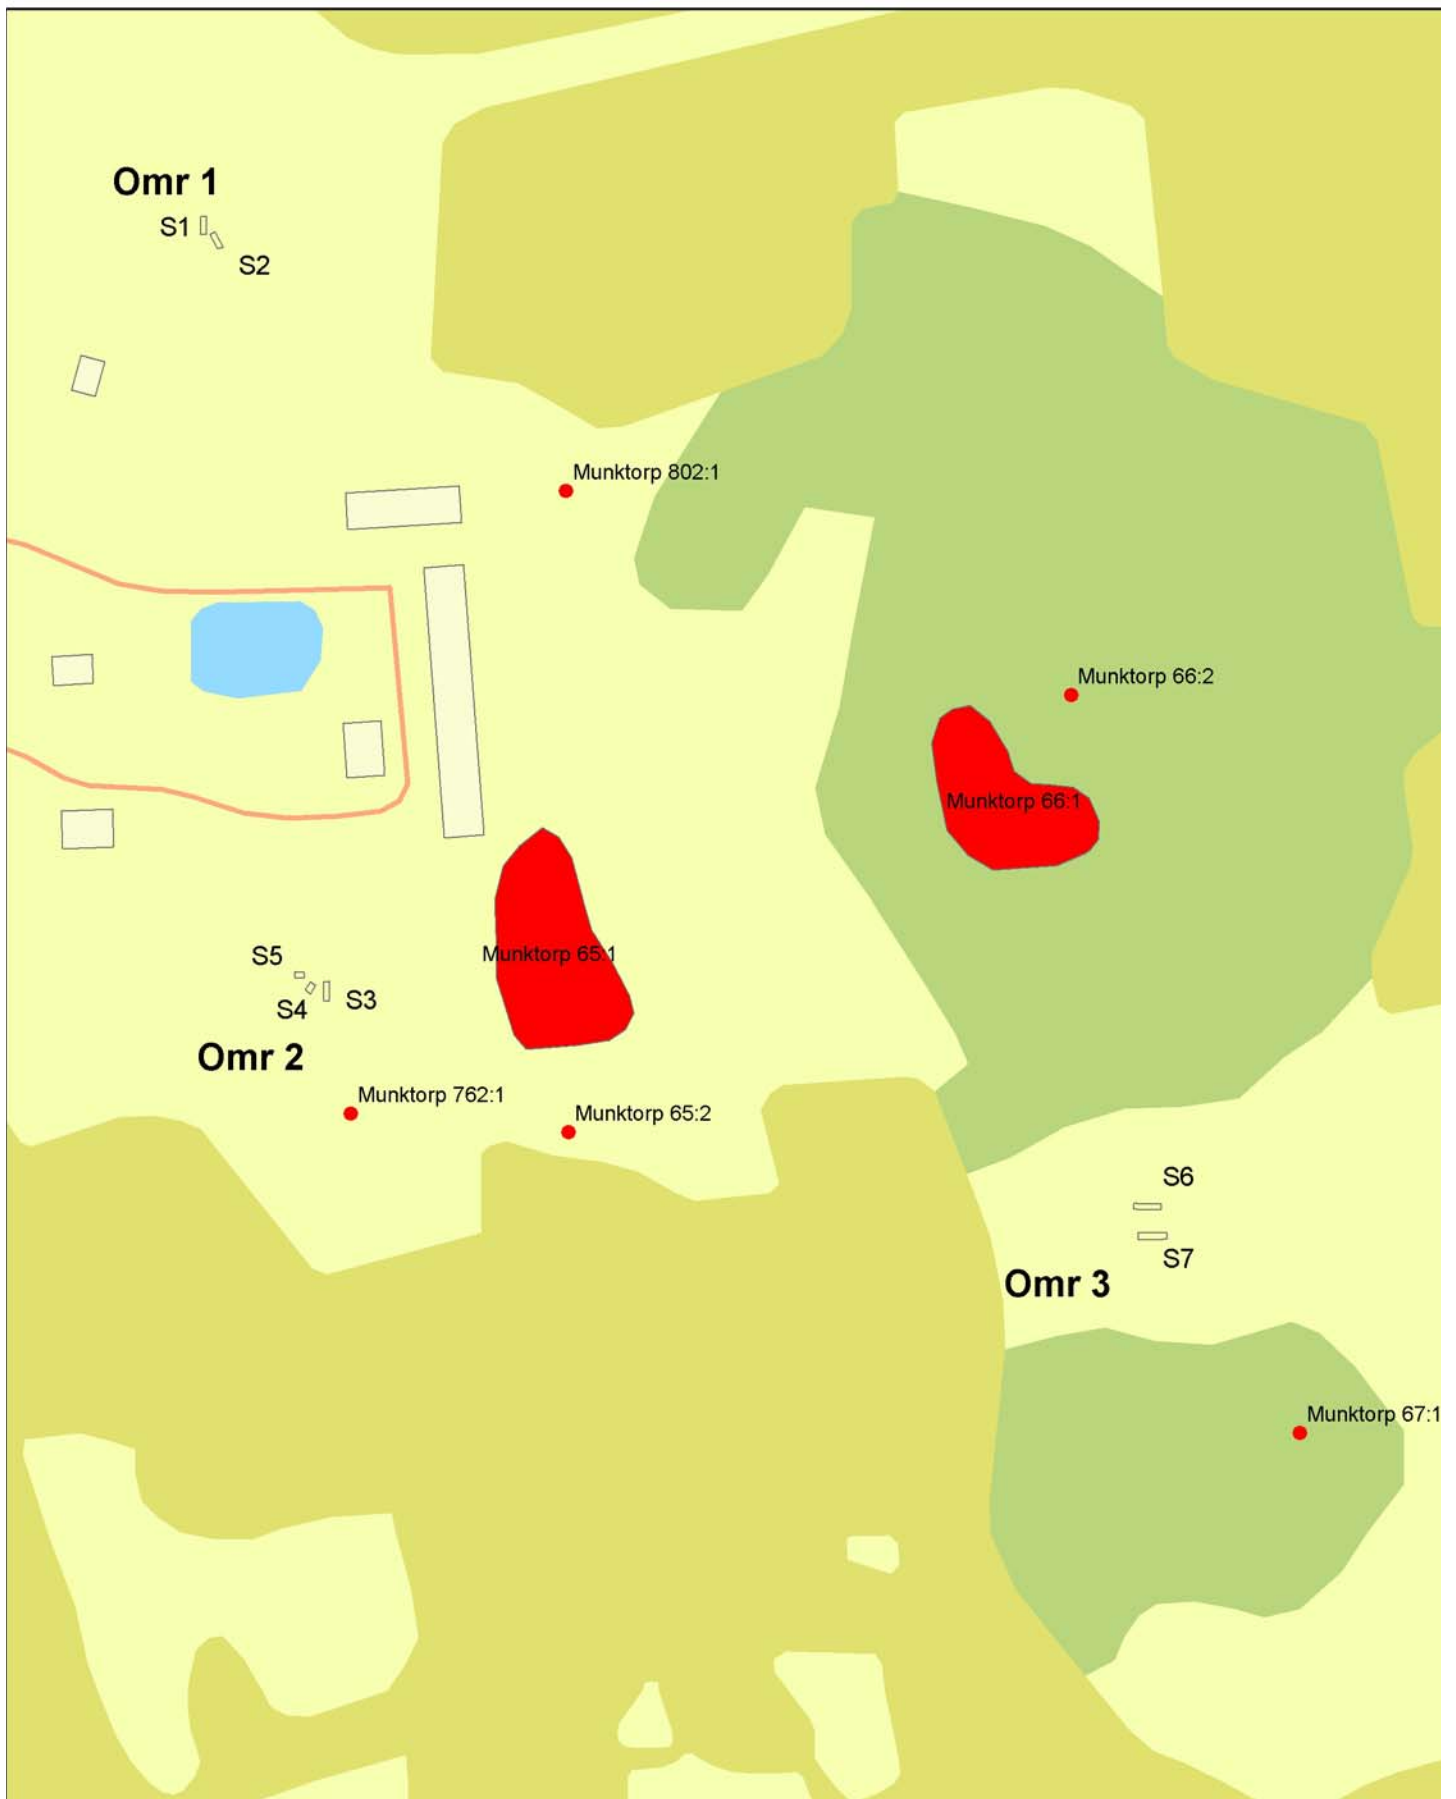 Omr 1
S1
S2
Munktorp 802:1
Munktorp 66:2
Munktorp 66:1
Munktorp 65:1
S5
S4
S3
Omr 2
Munktorp 762:1
Munktorp 65:2
S6
S7
Omr 3
Munktorp 67:1